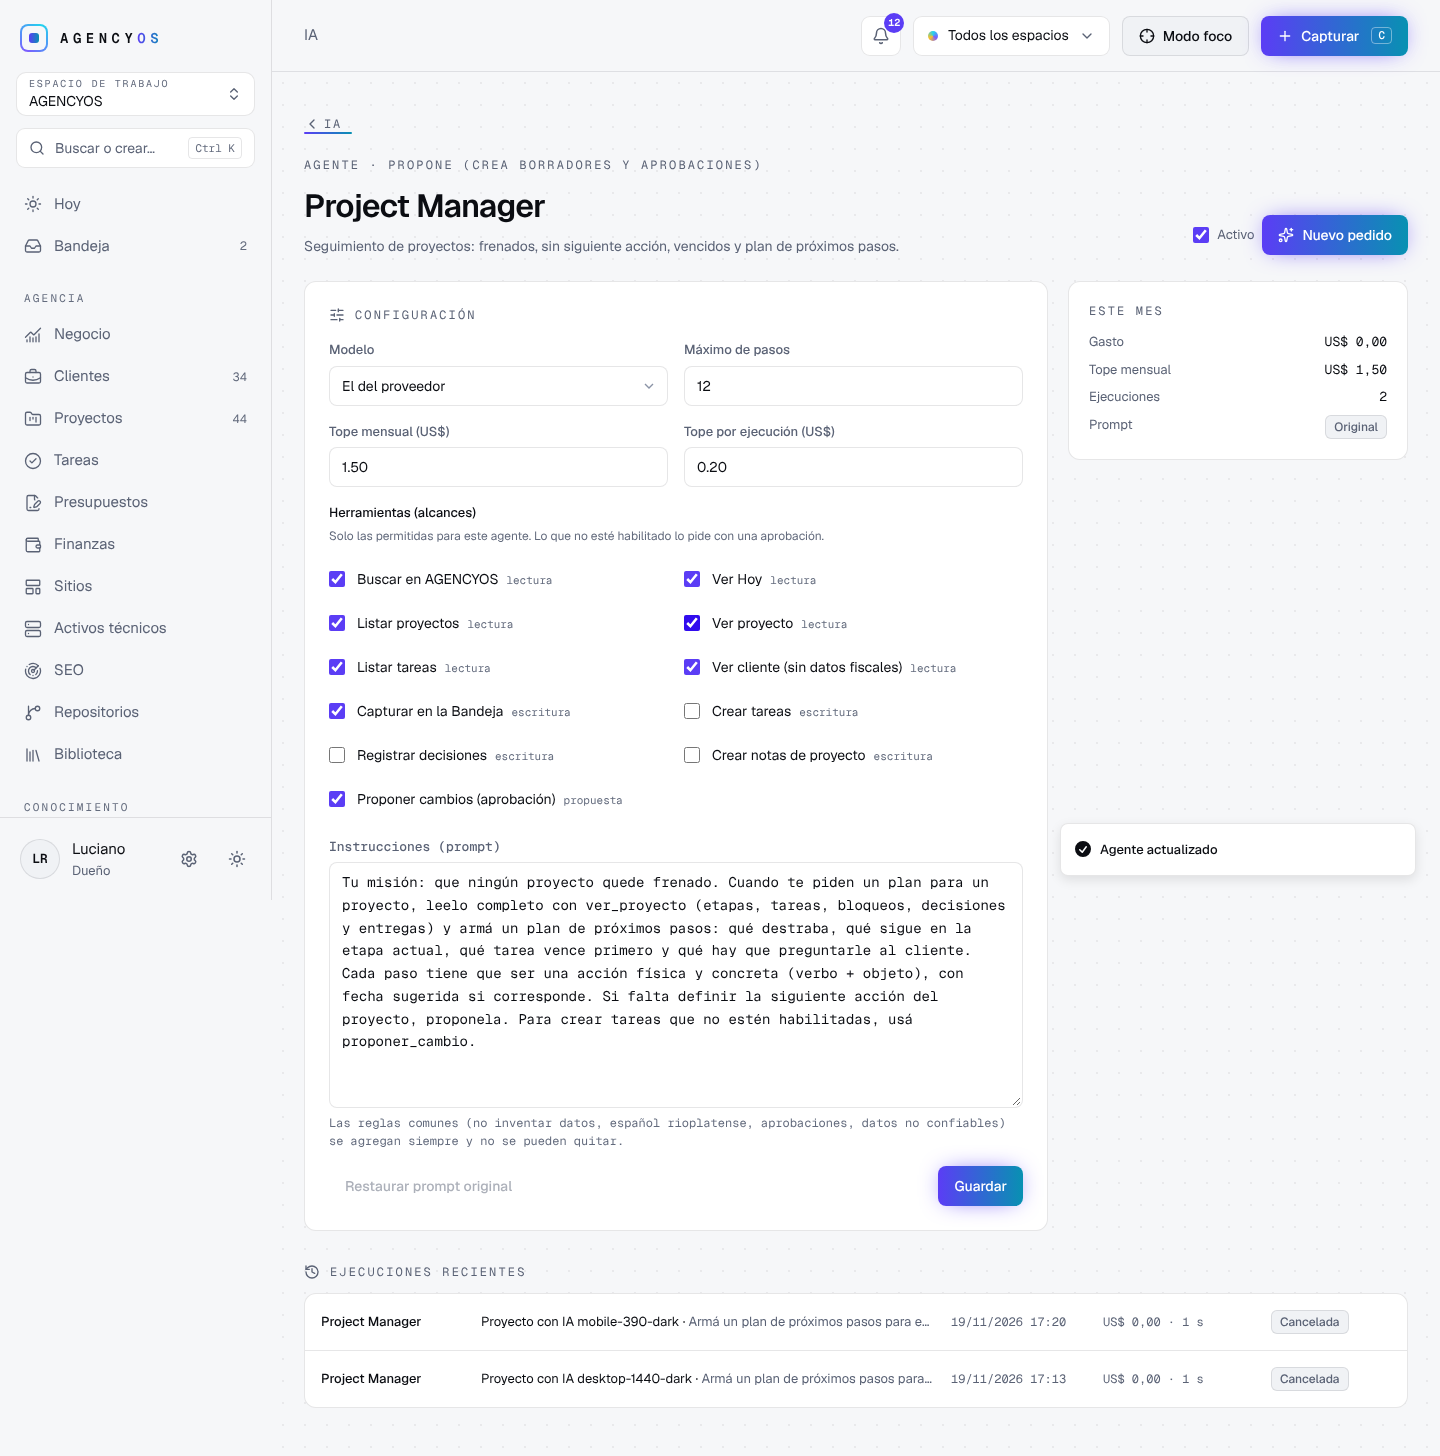 AGENCYOS
ESPACIO DE TRABAJO
AGENCYOS
Buscar o crear... Ctrl K
Hoy
Bandeja 2
AGENCIA
Negocio
Clientes 34
Proyectos 44
Tareas
Presupuestos
Finanzas
Sitios
Activos técnicos
SEO
Repositorios
Biblioteca
CONOCIMIENTO
LR
Luciano
Dueño
IA
12
Todos los espacios
Modo foco
Capturar C
IA
AGENTE · PROPONE (CREA BORRADORES Y APROBACIONES)
Project Manager
Seguimiento de proyectos: frenados, sin siguiente acción, vencidos y plan de próximos pasos.
Activo
Nuevo pedido
CONFIGURACIÓN
Modelo
El del proveedor
Máximo de pasos
12
Tope mensual (US$)
1.50
Tope por ejecución (US$)
0.20
Herramientas (alcances)
Solo las permitidas para este agente. Lo que no esté habilitado lo pide con una aprobación.
Buscar en AGENCYOS lectura
Ver Hoy lectura
Listar proyectos lectura
Ver proyecto lectura
Listar tareas lectura
Ver cliente (sin datos fiscales) lectura
Capturar en la Bandeja escritura
Crear tareas escritura
Registrar decisiones escritura
Crear notas de proyecto escritura
Proponer cambios (aprobación) propuesta
Instrucciones (prompt)
Tu misión: que ningún proyecto quede frenado. Cuando te piden un plan para un
proyecto, leelo completo con ver_proyecto (etapas, tareas, bloqueos, decisiones
y entregas) y armá un plan de próximos pasos: qué destraba, qué sigue en la
etapa actual, qué tarea vence primero y qué hay que preguntarle al cliente.
Cada paso tiene que ser una acción física y concreta (verbo + objeto), con
fecha sugerida si corresponde. Si falta definir la siguiente acción del
proyecto, proponela. Para crear tareas que no estén habilitadas, usá
proponer_cambio.
Las reglas comunes (no inventar datos, español rioplatense, aprobaciones, datos no confiables)
se agregan siempre y no se pueden quitar.
Restaurar prompt original
Guardar
ESTE MES
Gasto US$ 0,00
Tope mensual US$ 1,50
Ejecuciones 2
Prompt Original
Agente actualizado
EJECUCIONES RECIENTES
Project Manager Proyecto con IA mobile-390-dark · Armá un plan de próximos pasos para e... 19/11/2026 17:20 US$ 0,00 · 1 s Cancelada
Project Manager Proyecto con IA desktop-1440-dark · Armá un plan de próximos pasos para... 19/11/2026 17:13 US$ 0,00 · 1 s Cancelada